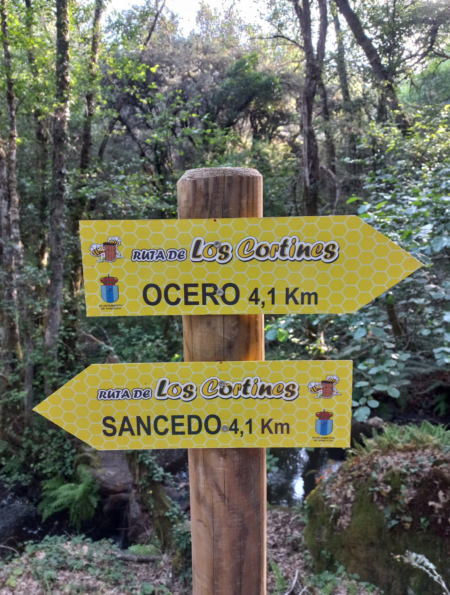 RUTA DE Los Cortines
OCERO 4,1 Km
RUTA DE Los Cortines
SANCEDO 4,1 Km